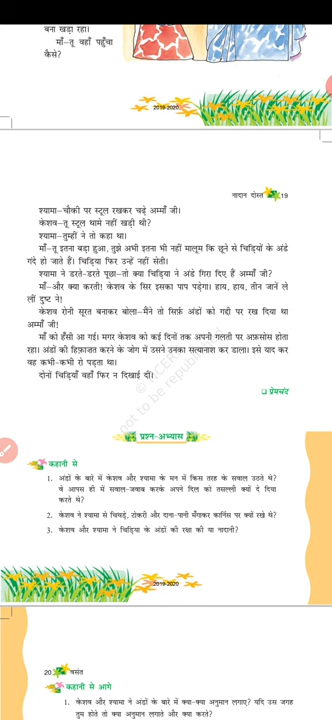 बना खड़ा रहा।
माँ–तू वहाँ पहुँचा
कैसे?
2019-2020
नादान दोस्त 19
श्यामा–चौकी पर स्टूल रखकर चढ़े अम्माँ जी।
केशव–तू स्टूल थामे नहीं खड़ी थी?
श्यामा–तुम्हीं ने तो कहा था।
माँ–तू इतना बड़ा हुआ, तुझे अभी इतना भी नहीं मालूम कि छूने से चिड़ियों के अंडे
गंदे हो जाते हैं। चिड़िया फिर उन्हें नहीं सेती।
श्यामा ने डरते-डरते पूछा–तो क्या चिड़िया ने अंडे गिरा दिए हैं अम्माँ जी?
माँ–और क्या करती! केशव के सिर इसका पाप पड़ेगा। हाय, हाय, तीन जानें ले
लीं दुष्ट ने!
केशव रोनी सूरत बनाकर बोला–मैंने तो सिर्फ़ अंडों को गद्दी पर रख दिया था
अम्माँ जी!
माँ को हँसी आ गई। मगर केशव को कई दिनों तक अपनी गलती पर अफ़सोस होता
रहा। अंडों की हिफ़ाज़त करने के जोग में उसने उनका सत्यानाश कर डाला। इसे याद कर
वह कभी-कभी रो पड़ता था।
दोनों चिड़ियाँ वहाँ फिर न दिखाई दीं।
❑ प्रेमचंद
© NCERT
not to be republished
प्रश्न-अभ्यास
कहानी से
1. अंडों के बारे में केशव और श्यामा के मन में किस तरह के सवाल उठते थे?
वे आपस ही में सवाल-जवाब करके अपने दिल को तसल्ली क्यों दे दिया
करते थे?
2. केशव ने श्यामा से चिथड़े, टोकरी और दाना-पानी मँगाकर कार्निस पर क्यों रखे थे?
3. केशव और श्यामा ने चिड़िया के अंडों की रक्षा की या नादानी?
2019-2020
20 वसंत
कहानी से आगे
1. केशव और श्यामा ने अंडों के बारे में क्या-क्या अनुमान लगाए? यदि उस जगह
तुम होते तो क्या अनुमान लगाते और क्या करते?